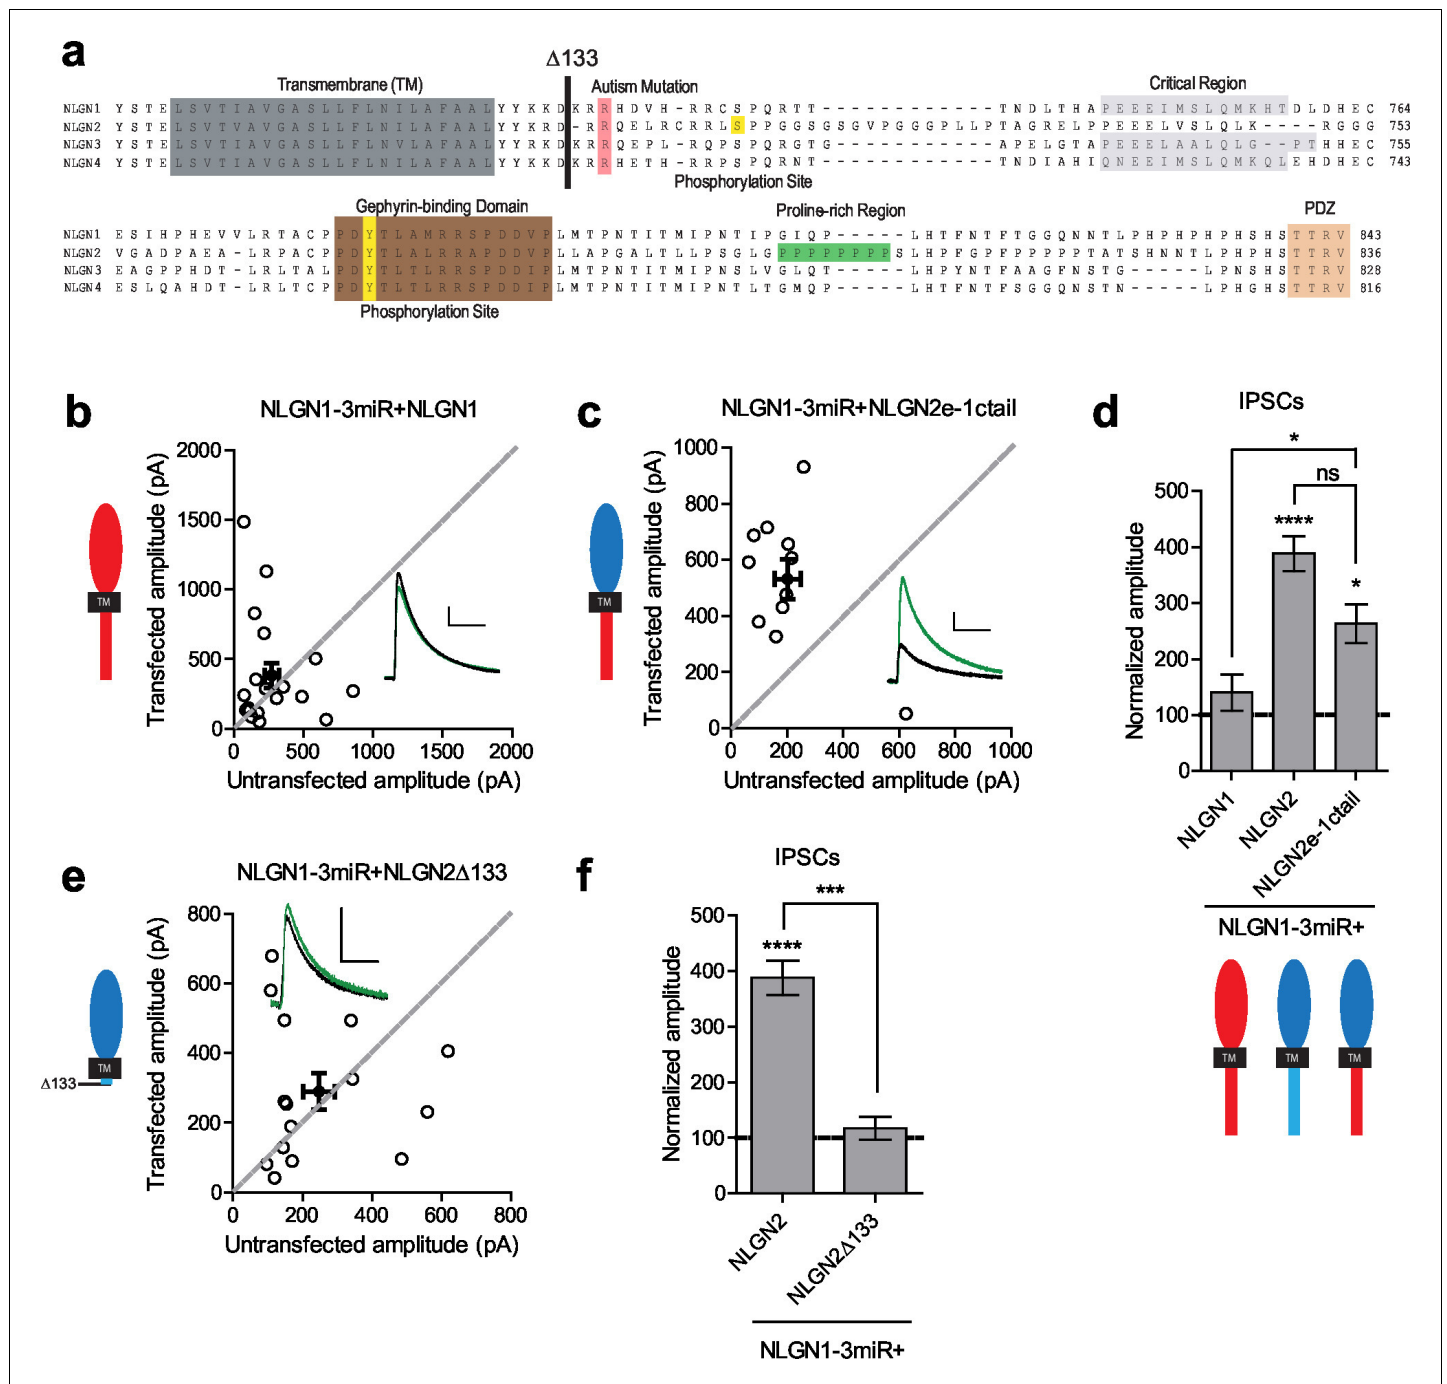 a
Δ133
Transmembrane (TM)
Autism Mutation
Critical Region
NLGN1 Y S T E L S V T I A V G A S L L F L N I L A F A A L Y Y K K D K R R H D V H - R R C S P Q R T T - - - - - - - - - - - - T N D L T H A P E E E I M S L Q M K H T D L D H E C 764
NLGN2 Y S T E L S V T V A V G A S L L F L N I L A F A A L Y Y K R D - R R Q E L R C R R L S P P G G S G S G V P G G G P L L P T A G R E L P P E E E L V S L Q L K - - - - R G G G 753
NLGN3 Y S T E L S V T I A V G A S L L F L N V L A F A A L Y Y R K D K R R Q E P L - R Q P S P Q R G T G - - - - - - - - - - - A P E L G T A P E E E L A A L Q L G - - P T H H E C 755
NLGN4 Y S T E L S V T I A V G A S L L F L N I L A F A A L Y Y K K D K R R H E T H - R R P S P Q R N T - - - - - - - - - - - - T N D I A H I Q N E E I M S L Q M K Q L E H D H E C 743
Phosphorylation Site
Gephyrin-binding Domain
Proline-rich Region
PDZ
NLGN1 E S I H P H E V V L R T A C P P D Y T L A M R R S P D D V P L M T P N T I T M I P N T I P G I Q P - - - - - L H T F N T F T G G Q N N T L P H P H P H P H S H S T T R V 843
NLGN2 V G A D P A E A - L R P A C P P D Y T L A L R R A P D D V P L L A P G A L T L L P S G L G P P P P P P P P S L H P F G P F P P P P P T A T S H N N T L P H P H S T T R V 836
NLGN3 E A G P P H D T - L R L T A L P D Y T L T L R R S P D D I P L M T P N T I T M I P N S L V G L Q T - - - - - L H P Y N T F A A G F N S T G - - - - L P H S H S T T R V 828
NLGN4 E S L Q A H D T - L R L T C P P D Y T L T L R R S P D D I P L M T P N T I T M I P N T L T G M Q P - - - - - L H T F N T F S G G Q N S T N - - - - L P H G H S T T R V 816
Phosphorylation Site
b
NLGN1-3miR+NLGN1
Transfected amplitude (pA)
2000
1500
1000
500
0
0 500 1000 1500 2000
Untransfected amplitude (pA)
TM
c
NLGN1-3miR+NLGN2e-1ctail
Transfected amplitude (pA)
1000
800
600
400
200
0
0 200 400 600 800 1000
Untransfected amplitude (pA)
TM
d
IPSCs
*
ns
****
*
Normalized amplitude
500
400
300
200
100
0
NLGN1
NLGN2
NLGN2e-1ctail
NLGN1-3miR+
TM TM TM
e
NLGN1-3miR+NLGN2Δ133
Transfected amplitude (pA)
800
600
400
200
0
0 200 400 600 800
Untransfected amplitude (pA)
TM
Δ133
f
IPSCs
***
****
Normalized amplitude
500
400
300
200
100
0
NLGN2
NLGN2Δ133
NLGN1-3miR+